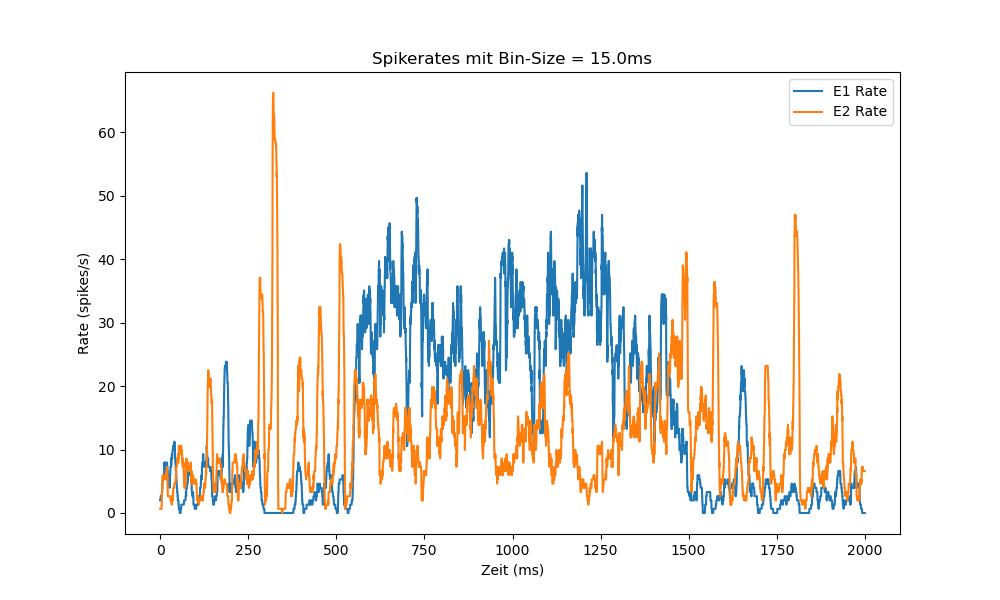 Spikerates mit Bin-Size = 15.0ms
E1 Rate
E2 Rate
Rate (spikes/s)
60
50
40
30
20
10
0
0 250 500 750 1000 1250 1500 1750 2000
Zeit (ms)